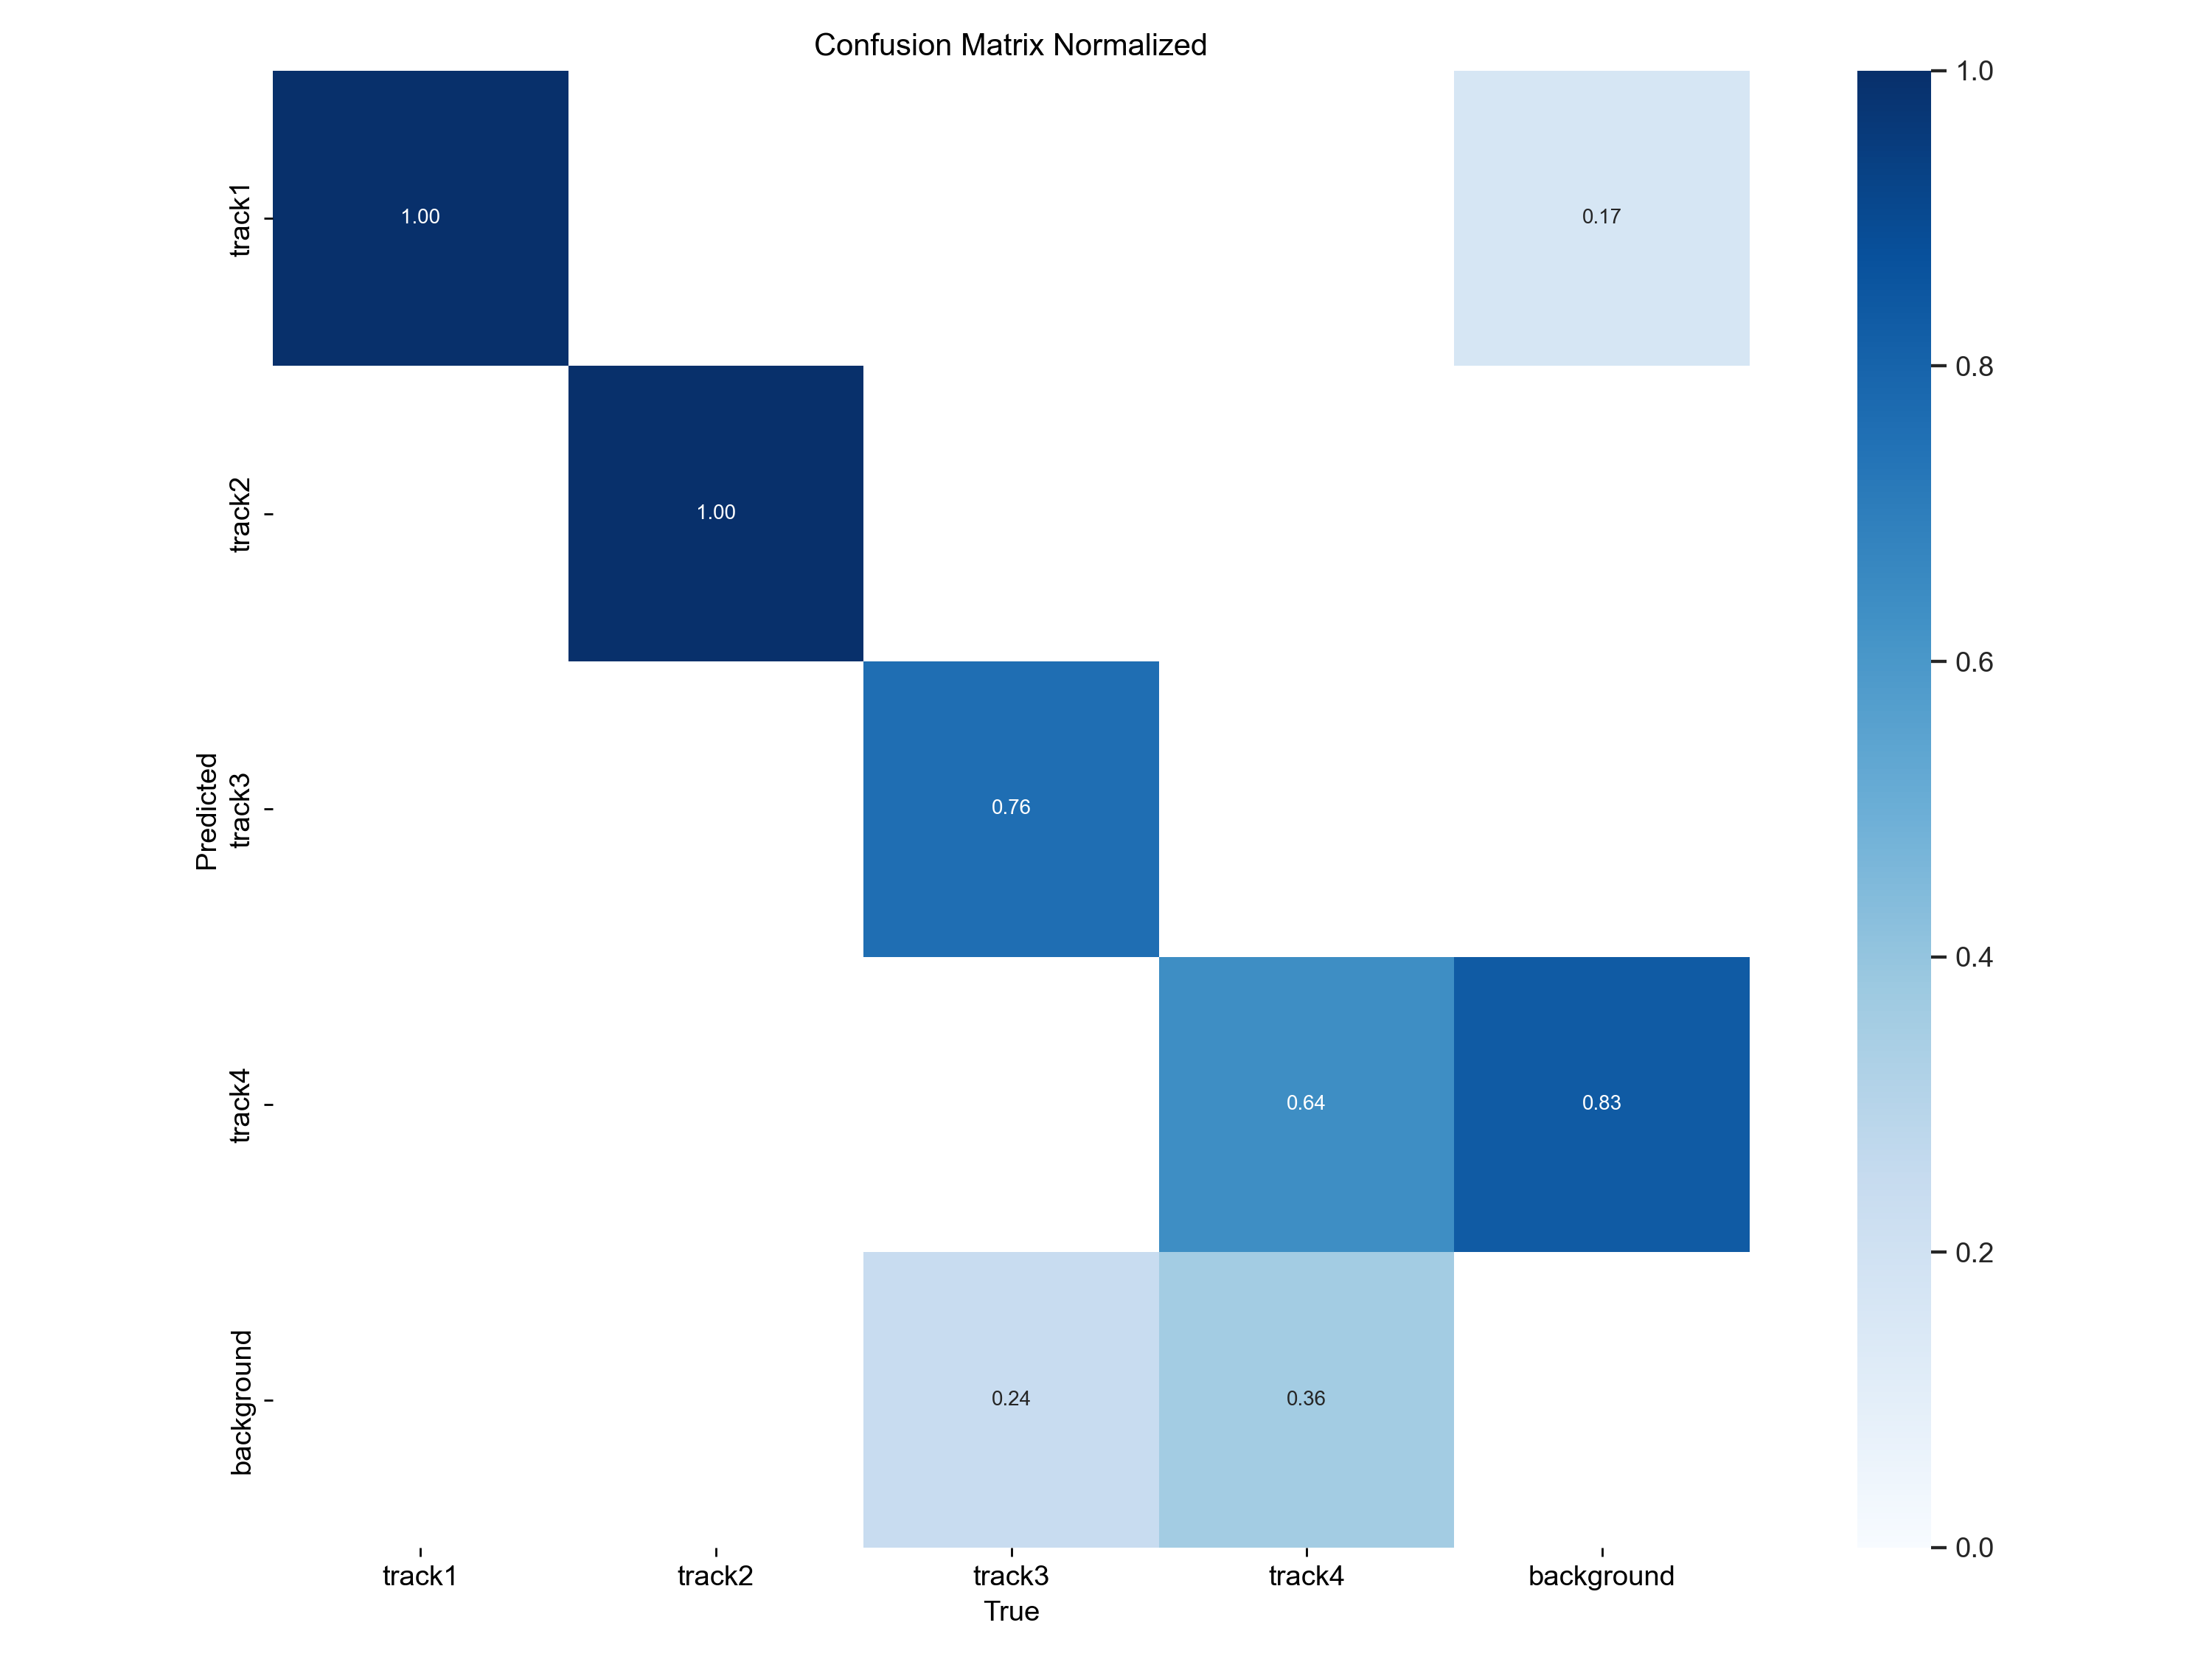 Confusion Matrix Normalized
Predicted
track1
track2
track3
track4
background
1.00
0.17
1.00
0.76
0.64
0.83
0.24
0.36
track1
track2
track3
track4
background
True
1.0
0.8
0.6
0.4
0.2
0.0